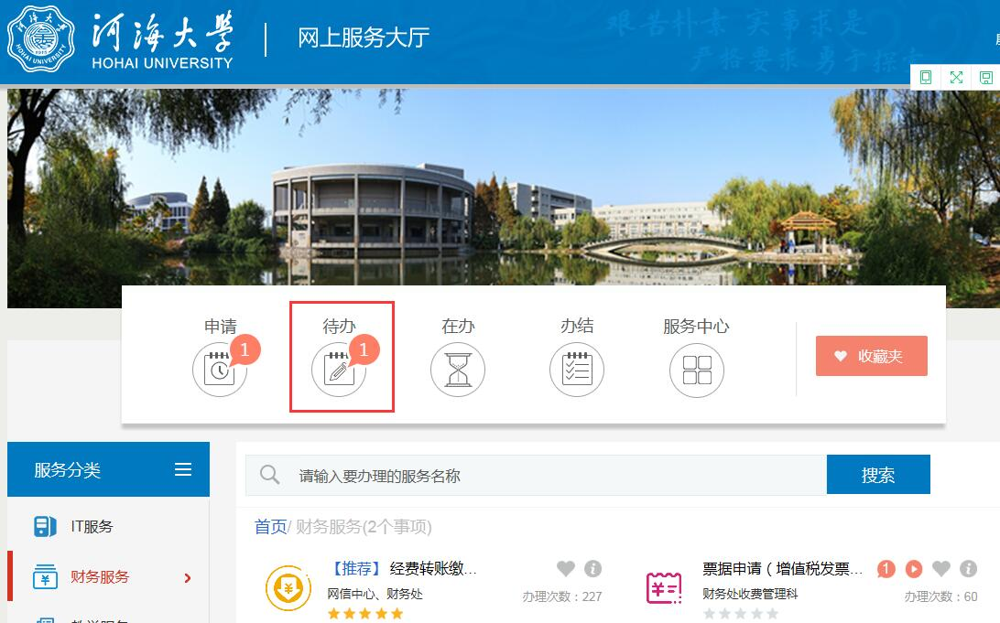 河海大学
HOHAI UNIVERSITY
网上服务大厅
艰苦朴素 实事求是
严格要求 勇于探
申请
1
待办
1
在办
办结
服务中心
收藏夹
服务分类
请输入要办理的服务名称
搜索
首页/ 财务服务(2个事项)
IT服务
财务服务
【推荐】 经费转账缴...
网信中心、财务处
办理次数：227
票据申请（增值税发票...
1
财务处收费管理科
办理次数：60